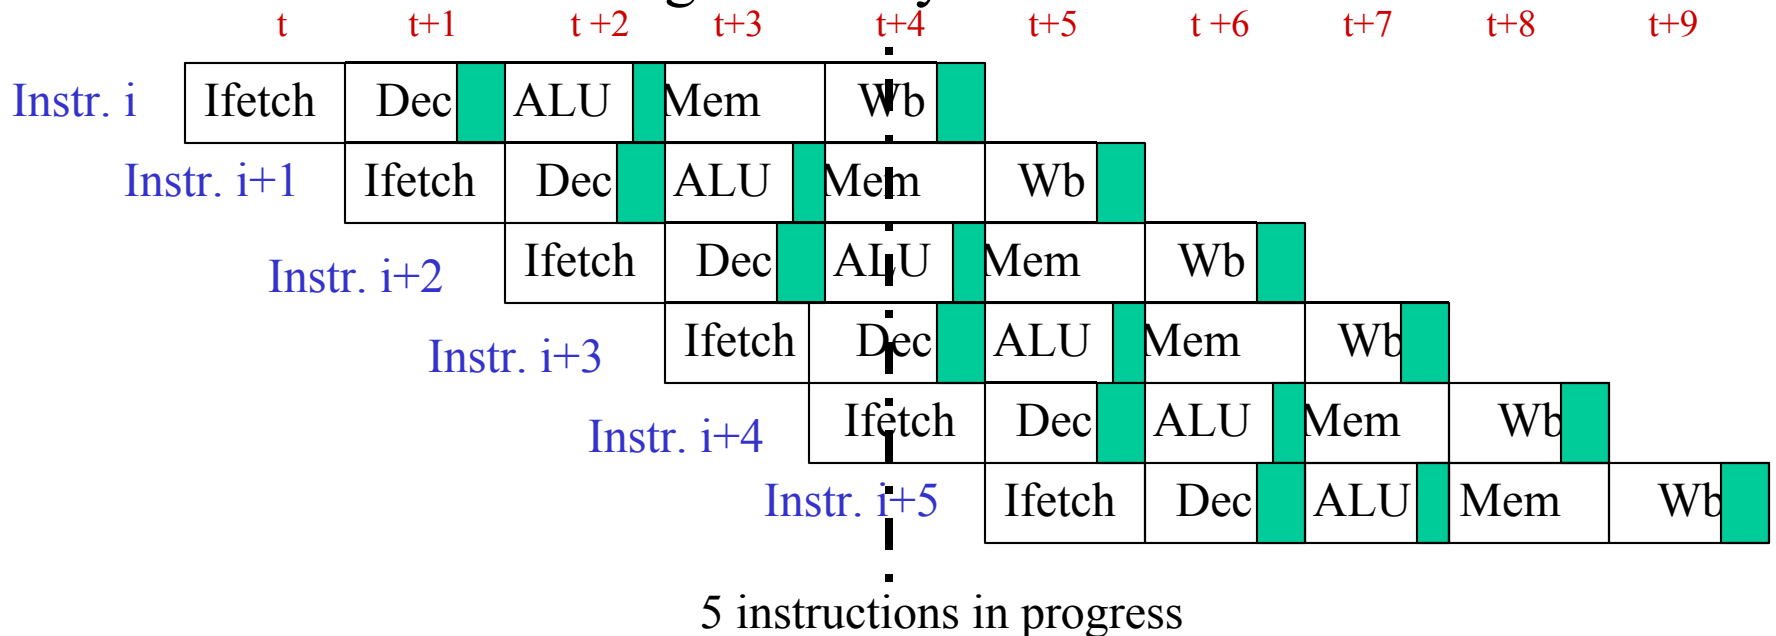 t t+1 t +2 t+3 t+4 t+5 t +6 t+7 t+8 t+9
Instr. i Ifetch Dec ALU Mem Wb
Instr. i+1 Ifetch Dec ALU Mem Wb
Instr. i+2 Ifetch Dec ALU Mem Wb
Instr. i+3 Ifetch Dec ALU Mem Wb
Instr. i+4 Ifetch Dec ALU Mem Wb
Instr. i+5 Ifetch Dec ALU Mem Wb
5 instructions in progress